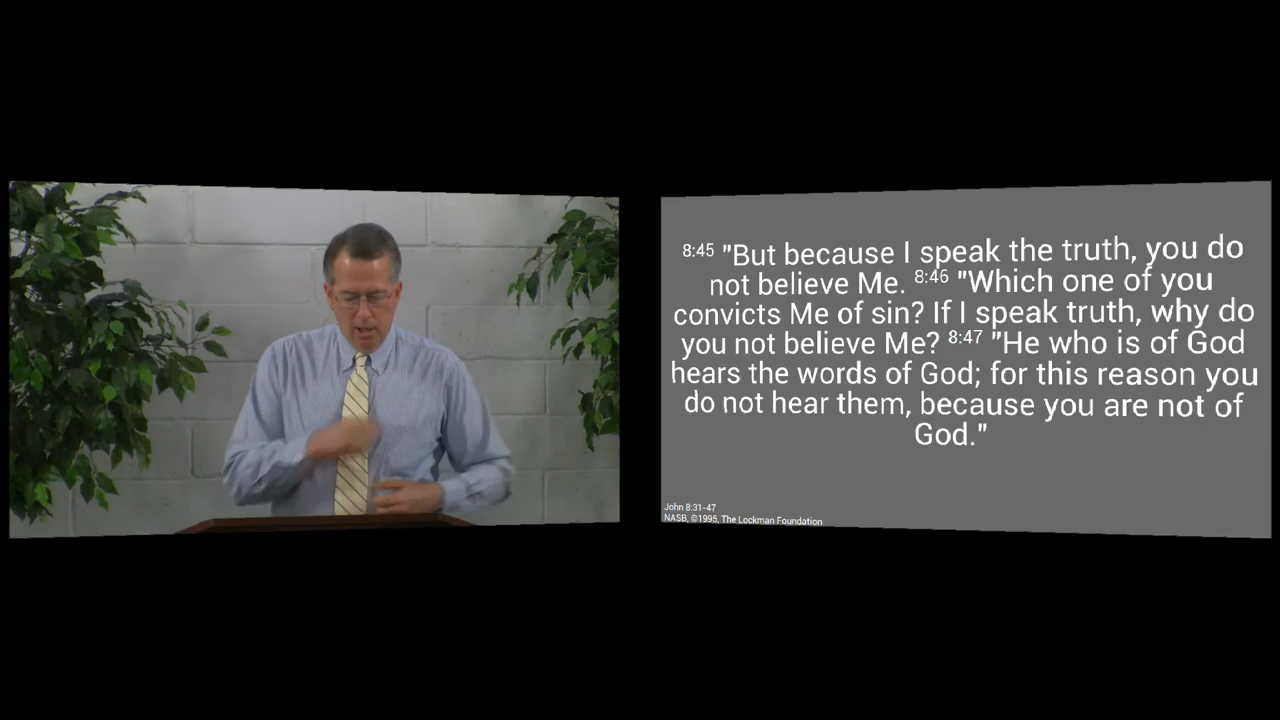 8:45 "But because I speak the truth, you do
not believe Me. 8:46 "Which one of you
convicts Me of sin? If I speak truth, why do
you not believe Me? 8:47 "He who is of God
hears the words of God; for this reason you
do not hear them, because you are not of
God."
John 8:31-47
NASB, ©1995, The Lockman Foundation